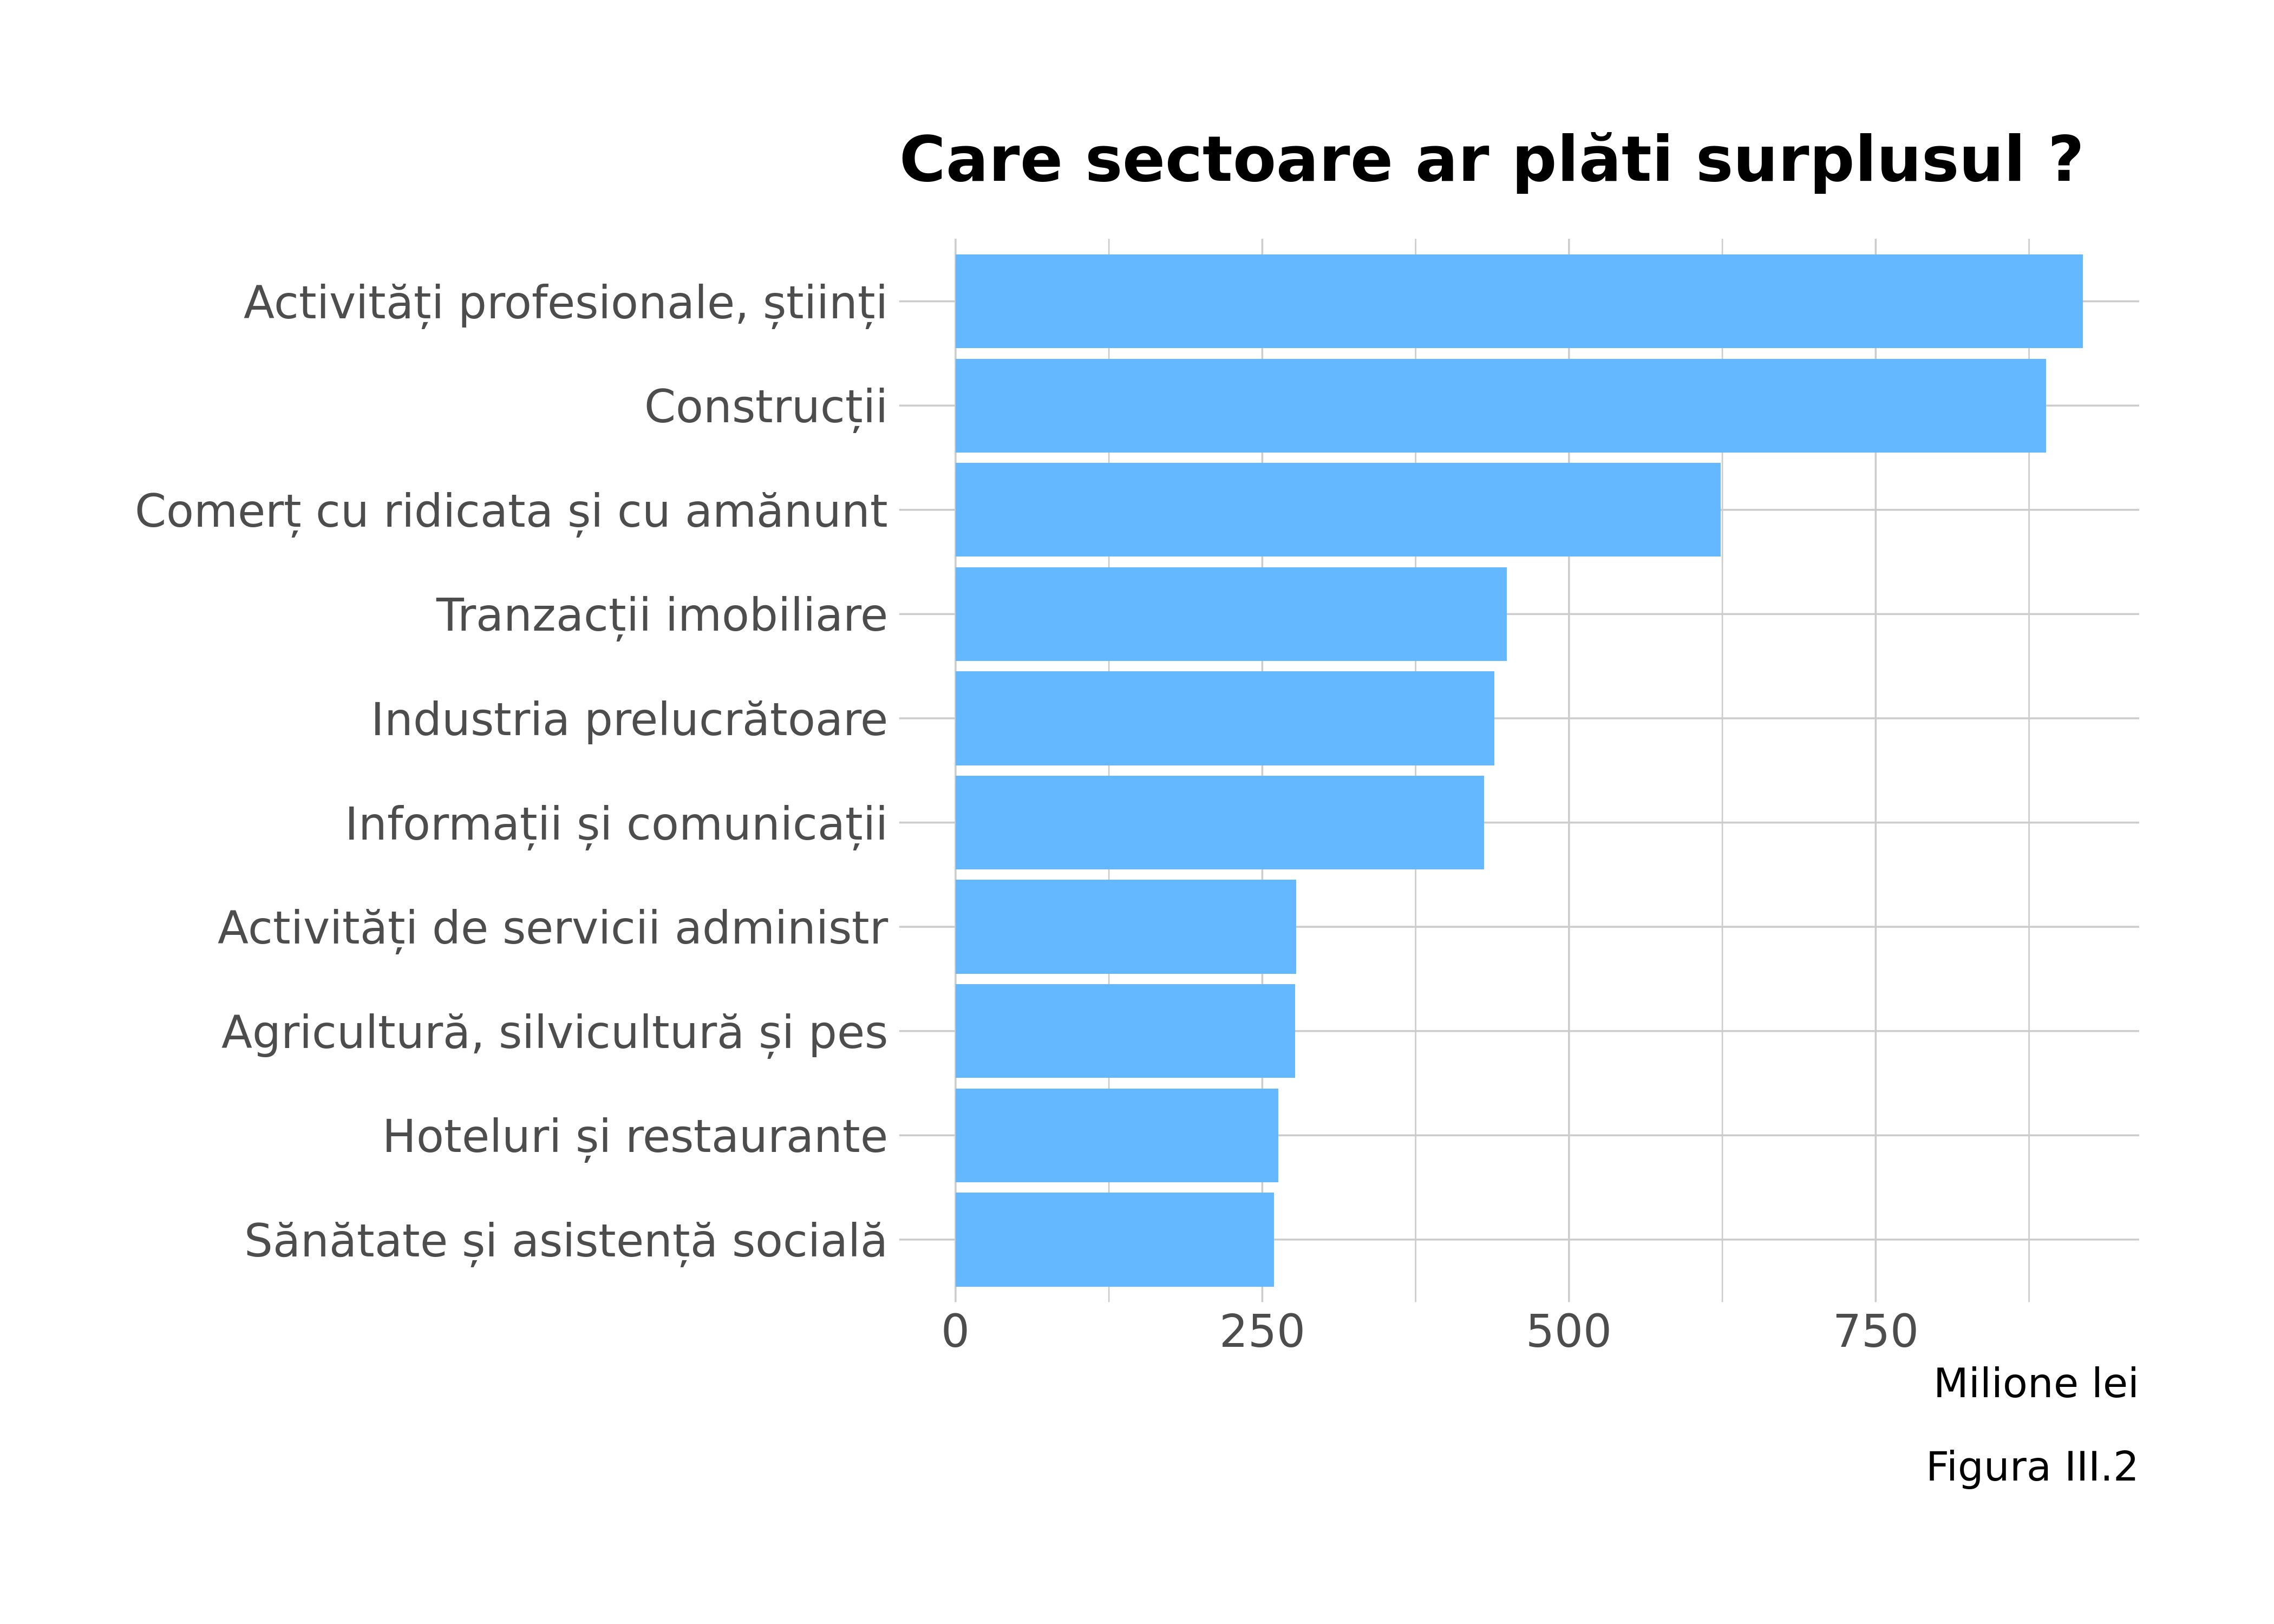 Care sectoare ar plăti surplusul ?
Activități profesionale, științi
Construcții
Comerț cu ridicata și cu amănunt
Tranzacții imobiliare
Industria prelucrătoare
Informații și comunicații
Activități de servicii administr
Agricultură, silvicultură și pes
Hoteluri și restaurante
Sănătate și asistență socială
0 250 500 750
Milione lei
Figura III.2